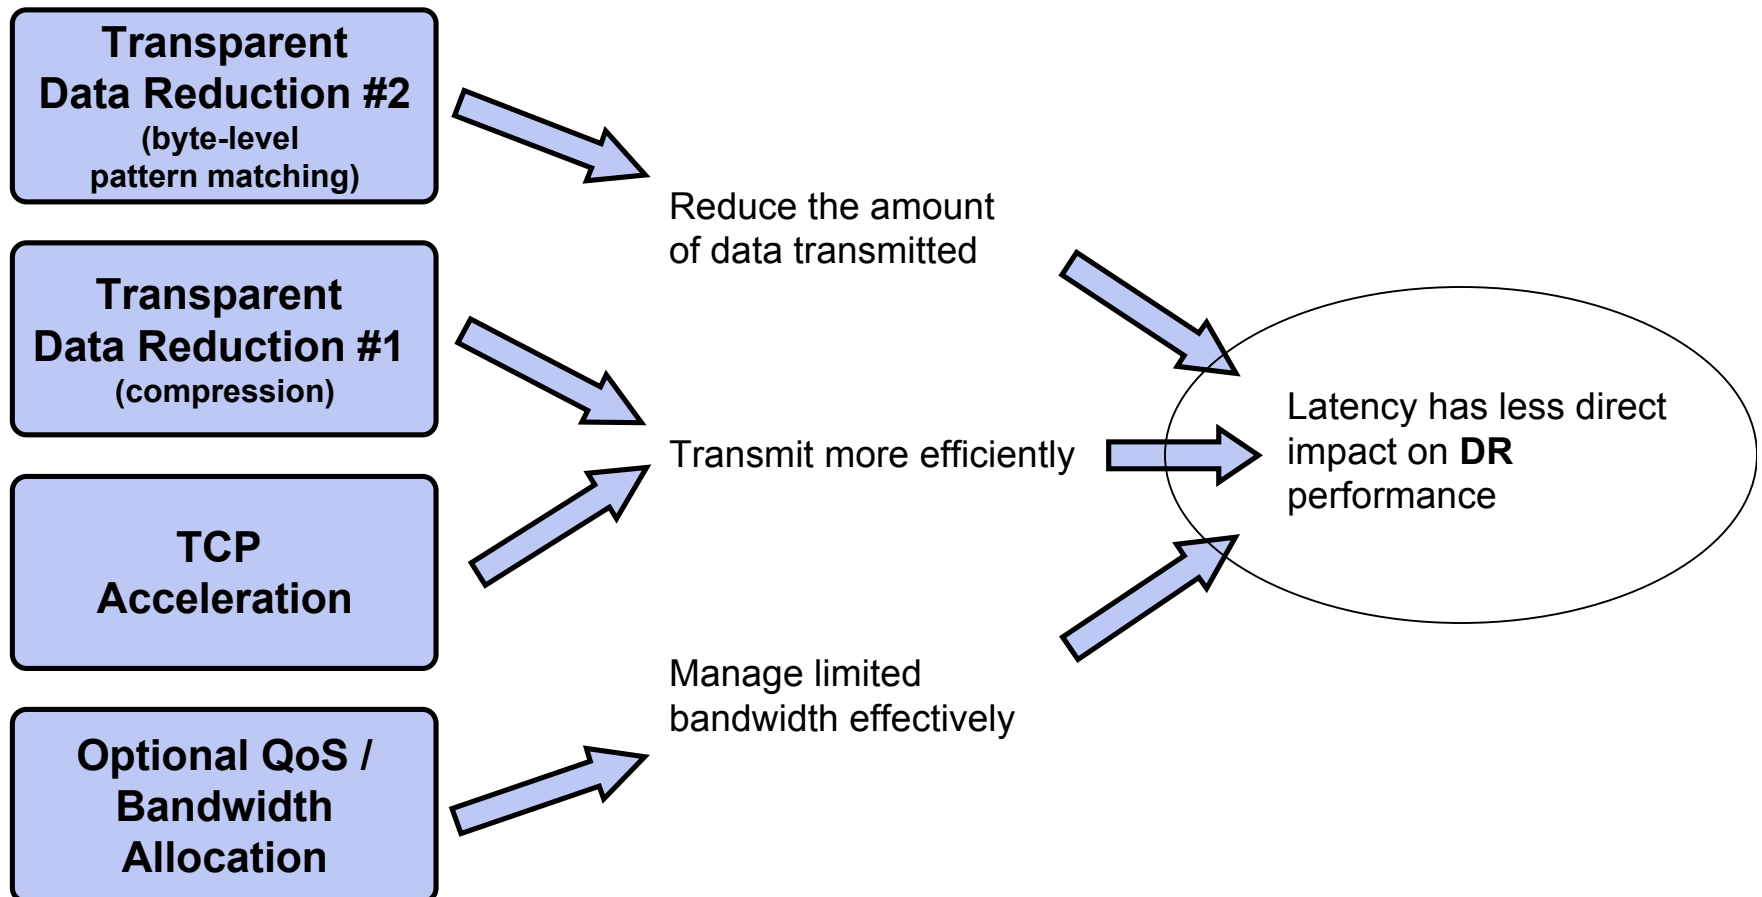 Transparent
Data Reduction #2
(byte-level
pattern matching)
Transparent
Data Reduction #1
(compression)
TCP
Acceleration
Optional QoS /
Bandwidth
Allocation
Reduce the amount
of data transmitted
Transmit more efficiently
Manage limited
bandwidth effectively
Latency has less direct
impact on DR
performance